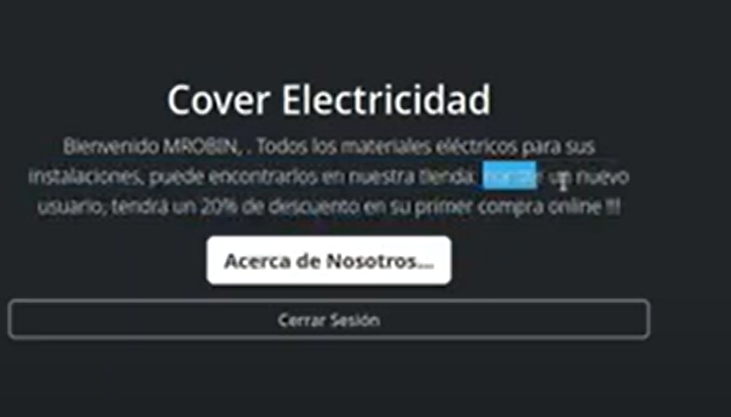 Cover Electricidad
Bienvenido MROBIN, . Todos los materiales eléctricos para sus
instalaciones, puede encontrarlos en nuestra tienda. un nuevo
usuario, tendrá un 20% de descuento en su primer compra online !!!
Acerca de Nosotros...
Cerrar Sesión